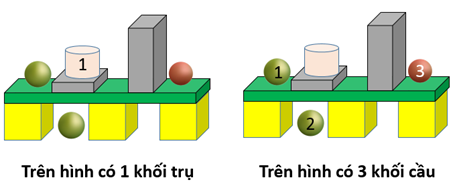 1
1
3
2
Trên hình có 1 khối trụ
Trên hình có 3 khối cầu